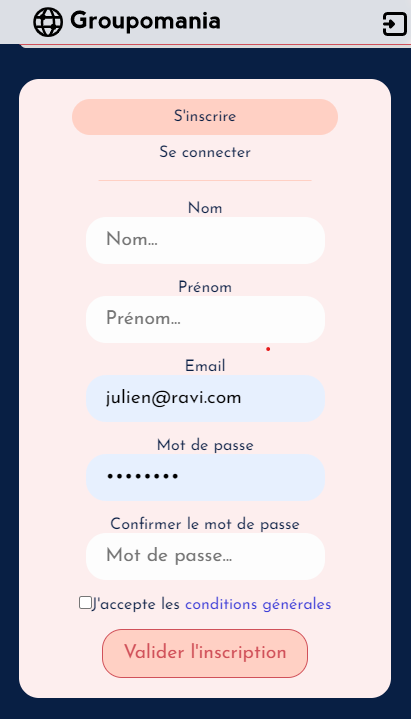 Groupomania
S'inscrire
Se connecter
Nom
Nom...
Prénom
Prénom...
Email
julien@ravi.com
Mot de passe
••••••••
Confirmer le mot de passe
Mot de passe...
J'accepte les conditions générales
Valider l'inscription